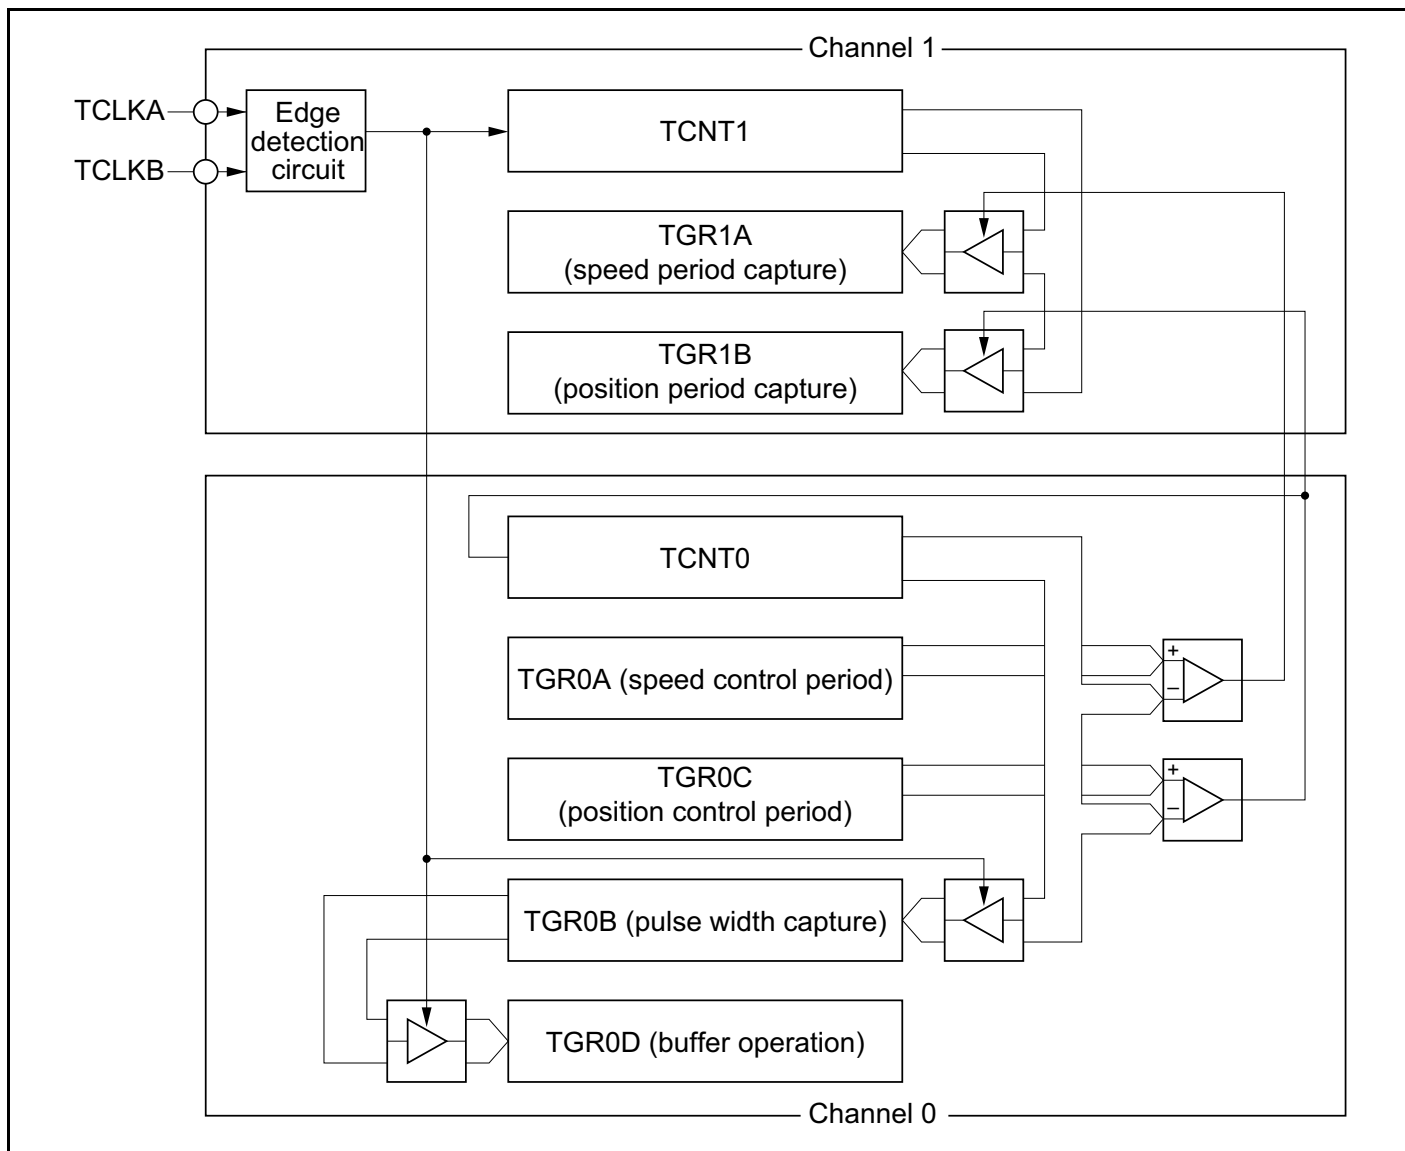 Channel 1
TCLKA
TCLKB
Edge
detection
circuit
TCNT1
TGR1A
(speed period capture)
TGR1B
(position period capture)
TCNT0
TGR0A (speed control period)
+
−
TGR0C
(position control period)
+
−
TGR0B (pulse width capture)
TGR0D (buffer operation)
Channel 0